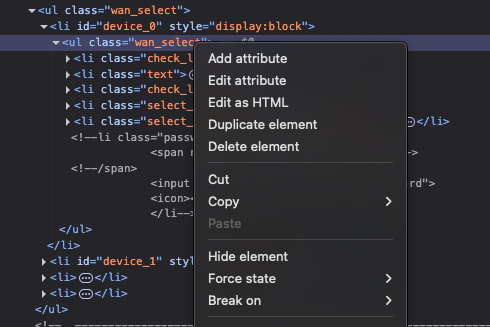 ▼<ul class="wan_select">
▼<li id="device_0" style="display:block">
▼<ul class="wan_select"> == $0
▶<li class="check_l
▶<li class="text">
▶<li class="check_l
▶<li class="select_
▶<li class="select_ </li>
<!--li class="passw
<span r >
<!--/span>
<input rd">
<icon><
</li-->
</ul>
</li>
▶<li id="device_1" sty
▶<li>…</li>
▶<li>…</li>
</ul>
Add attribute
Edit attribute
Edit as HTML
Duplicate element
Delete element
Cut
Copy
Paste
Hide element
Force state
Break on